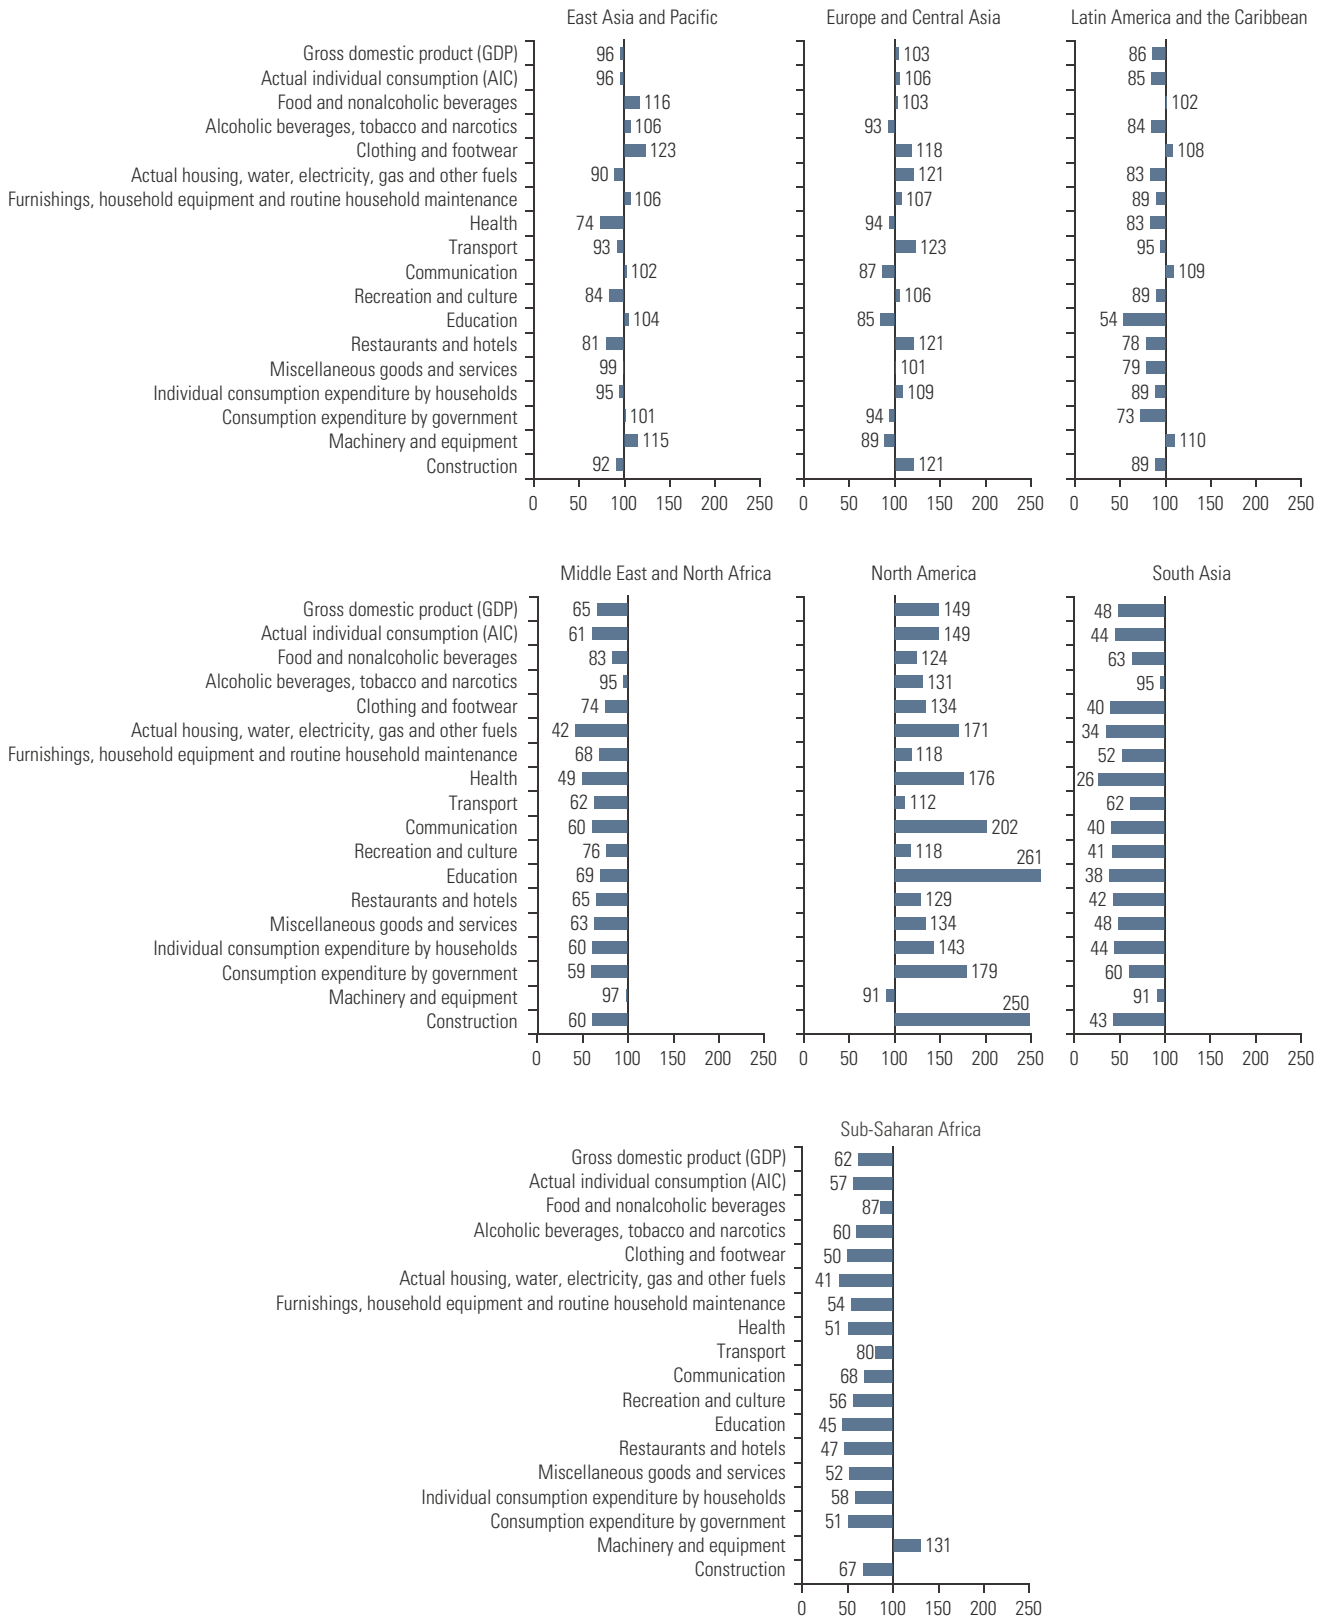 East Asia and Pacific Europe and Central Asia Latin America and the Caribbean
Gross domestic product (GDP) 96 103 86
Actual individual consumption (AIC) 96 106 85
Food and nonalcoholic beverages 116 103 102
Alcoholic beverages, tobacco and narcotics 106 93 84
Clothing and footwear 123 118 108
Actual housing, water, electricity, gas and other fuels 90 121 83
Furnishings, household equipment and routine household maintenance 106 107 89
Health 74 94 83
Transport 93 123 95
Communication 102 87 109
Recreation and culture 84 106 89
Education 104 85 54
Restaurants and hotels 81 121 78
Miscellaneous goods and services 99 101 79
Individual consumption expenditure by households 95 109 89
Consumption expenditure by government 101 94 73
Machinery and equipment 115 89 110
Construction 92 121 89
0 50 100 150 200 250 0 50 100 150 200 250 0 50 100 150 200 250
Middle East and North Africa North America South Asia
Gross domestic product (GDP) 65 149 48
Actual individual consumption (AIC) 61 149 44
Food and nonalcoholic beverages 83 124 63
Alcoholic beverages, tobacco and narcotics 95 131 95
Clothing and footwear 74 134 40
Actual housing, water, electricity, gas and other fuels 42 171 34
Furnishings, household equipment and routine household maintenance 68 118 52
Health 49 176 26
Transport 62 112 62
Communication 60 202 40
Recreation and culture 76 118 41
Education 69 261 38
Restaurants and hotels 65 129 42
Miscellaneous goods and services 63 134 48
Individual consumption expenditure by households 60 143 44
Consumption expenditure by government 59 179 60
Machinery and equipment 97 91 91
Construction 60 250 43
0 50 100 150 200 250 0 50 100 150 200 250 0 50 100 150 200 250
Sub-Saharan Africa
Gross domestic product (GDP) 62
Actual individual consumption (AIC) 57
Food and nonalcoholic beverages 87
Alcoholic beverages, tobacco and narcotics 60
Clothing and footwear 50
Actual housing, water, electricity, gas and other fuels 41
Furnishings, household equipment and routine household maintenance 54
Health 51
Transport 80
Communication 68
Recreation and culture 56
Education 45
Restaurants and hotels 47
Miscellaneous goods and services 52
Individual consumption expenditure by households 58
Consumption expenditure by government 51
Machinery and equipment 131
Construction 67
0 50 100 150 200 250